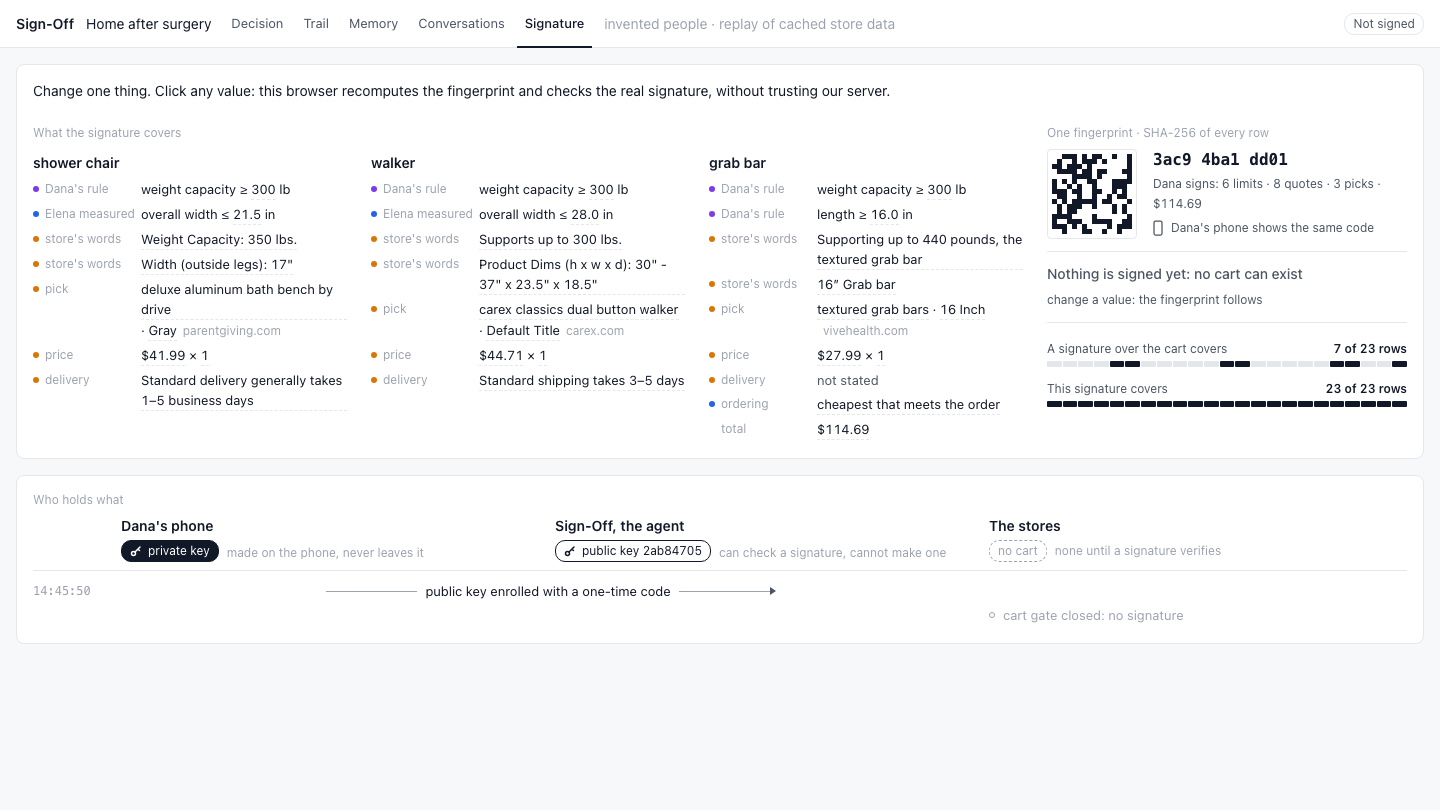 Sign-Off Home after surgery Decision Trail Memory Conversations Signature invented people · replay of cached store data Not signed
Change one thing. Click any value: this browser recomputes the fingerprint and checks the real signature, without trusting our server.
What the signature covers
shower chair
Dana's rule weight capacity ≥ 300 lb
Elena measured overall width ≤ 21.5 in
store's words Weight Capacity: 350 lbs.
store's words Width (outside legs): 17"
pick deluxe aluminum bath bench by
drive
· Gray parentgiving.com
price $41.99 × 1
delivery Standard delivery generally takes
1–5 business days
walker
Dana's rule weight capacity ≥ 300 lb
Elena measured overall width ≤ 28.0 in
store's words Supports up to 300 lbs.
store's words Product Dims (h x w x d): 30" -
37" x 23.5" x 18.5"
pick carex classics dual button walker
· Default Title carex.com
price $44.71 × 1
delivery Standard shipping takes 3–5 days
grab bar
Dana's rule weight capacity ≥ 300 lb
Dana's rule length ≥ 16.0 in
store's words Supporting up to 440 pounds, the
textured grab bar
store's words 16” Grab bar
pick textured grab bars · 16 Inch
vivehealth.com
price $27.99 × 1
delivery not stated
ordering cheapest that meets the order
total $114.69
One fingerprint · SHA-256 of every row
3ac9 4ba1 dd01
Dana signs: 6 limits · 8 quotes · 3 picks ·
$114.69
Dana's phone shows the same code
Nothing is signed yet: no cart can exist
change a value: the fingerprint follows
A signature over the cart covers 7 of 23 rows
This signature covers 23 of 23 rows
Who holds what
Dana's phone
private key made on the phone, never leaves it
Sign-Off, the agent
public key 2ab84705 can check a signature, cannot make one
The stores
no cart none until a signature verifies
14:45:50 public key enrolled with a one-time code
cart gate closed: no signature